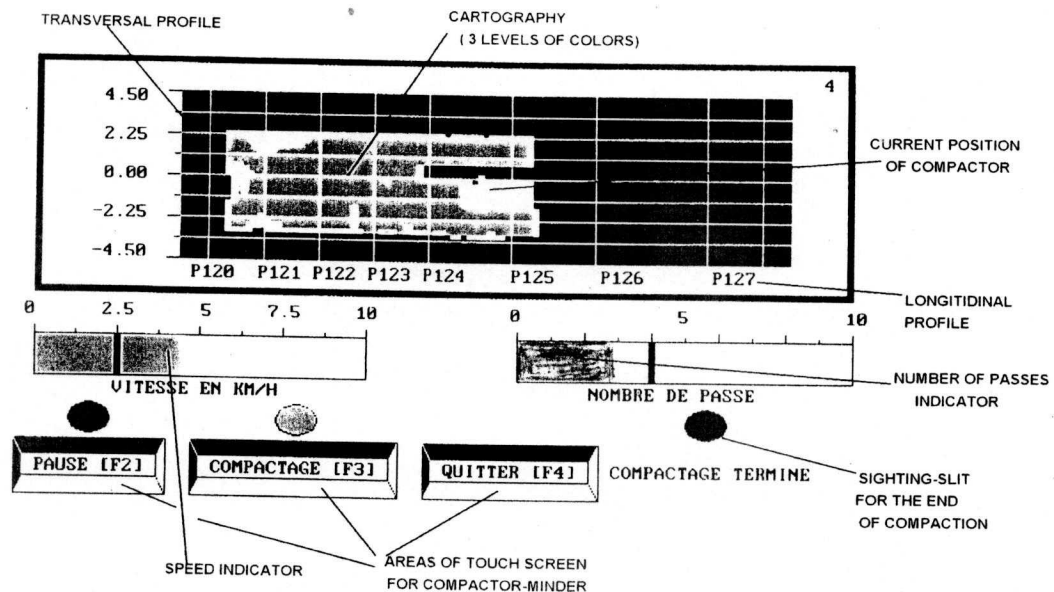 TRANSVERSAL PROFILE
CARTOGRAPHY
( 3 LEVELS OF COLORS)
4
4.50
2.25
0.00
-2.25
-4.50
CURRENT POSITION
OF COMPACTOR
P120 P121 P122 P123 P124 P125 P126 P127
LONGITIDINAL
PROFILE
0 2.5 5 7.5 10
0 5 10
VITESSE EN KM/H
NOMBRE DE PASSE
NUMBER OF PASSES
INDICATOR
PAUSE [F2]
COMPACTAGE [F3]
QUITTER [F4]
COMPACTAGE TERMINE
SIGHTING-SLIT
FOR THE END
OF COMPACTION
SPEED INDICATOR
AREAS OF TOUCH SCREEN
FOR COMPACTOR-MINDER